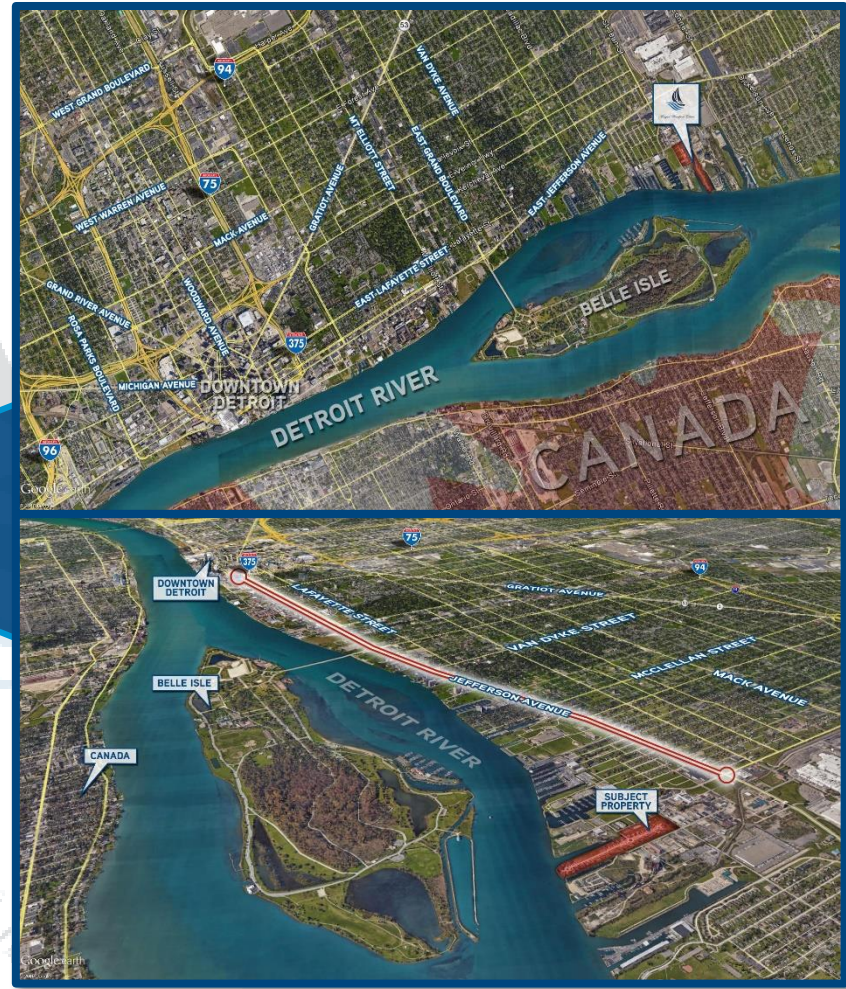 53
94
WEST GRAND BOULEVARD
VAN DYKE AVENUE
MT ELLIOTT STREET
EAST GRAND BOULEVARD
75
GRATIOT AVENUE
EAST JEFFERSON AVENUE
WEST WARREN AVENUE
MACK AVENUE
EAST LAFAYETTE STREET
GRAND RIVER AVENUE
WOODWARD AVENUE
BELLE ISLE
ROSA PARKS BOULEVARD
375
MICHIGAN AVENUE
DOWNTOWN
DETROIT
DETROIT RIVER
CANADA
96
Google earth
75
375
94
DOWNTOWN
DETROIT
LAFAYETTE STREET
GRATIOT AVENUE
VAN DYKE STREET
MCCLELLAN STREET
MACK AVENUE
BELLE ISLE
DETROIT RIVER
JEFFERSON AVENUE
CANADA
SUBJECT
PROPERTY
Google earth